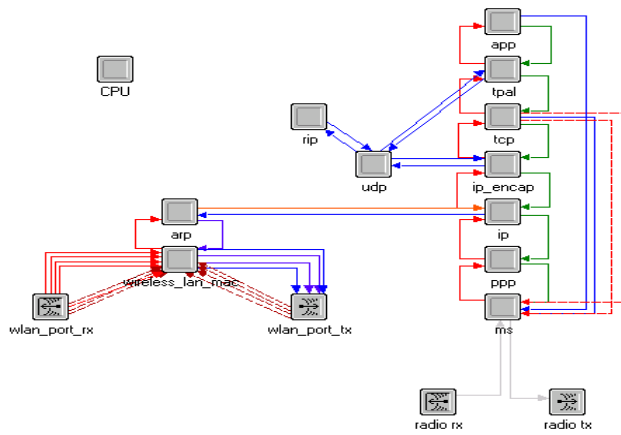 app
CPU
tpal
rip
tcp
udp
ip_encap
arp
ip
wireless_lan_mac
ppp
wlan_port_rx
wlan_port_tx
ms
radio rx
radio tx